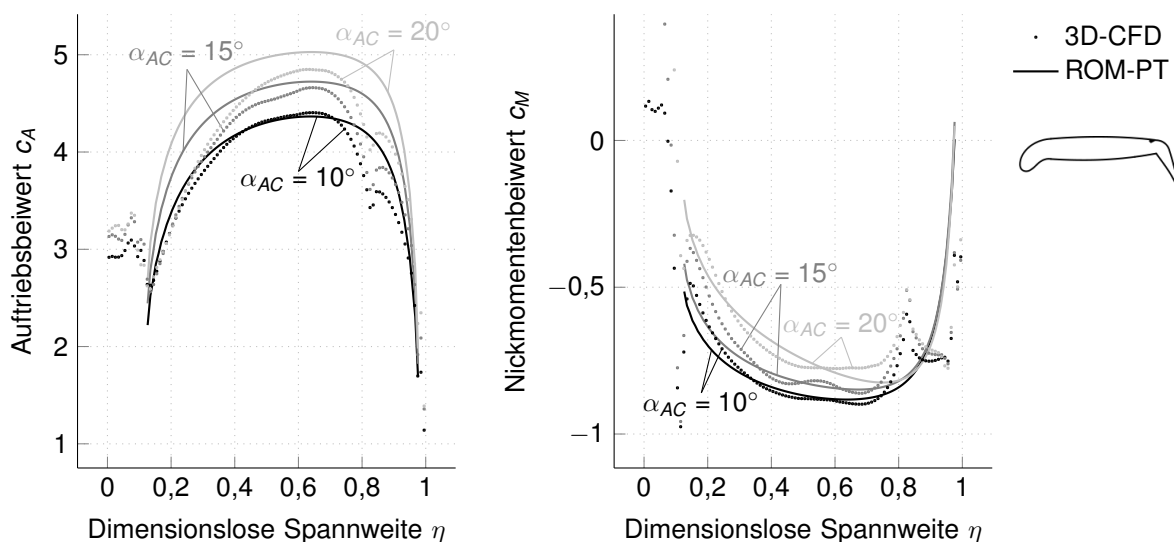 Auftriebsbeiwert c_A
5
4
3
2
1
0
0,2
0,4
0,6
0,8
1
Dimensionslose Spannweite η
α_AC = 15°
α_AC = 20°
α_AC = 10°
Nickmomentenbeiwert c_M
0
−0,5
−1
0
0,2
0,4
0,6
0,8
1
Dimensionslose Spannweite η
α_AC = 15°
α_AC = 20°
α_AC = 10°
3D-CFD
ROM-PT